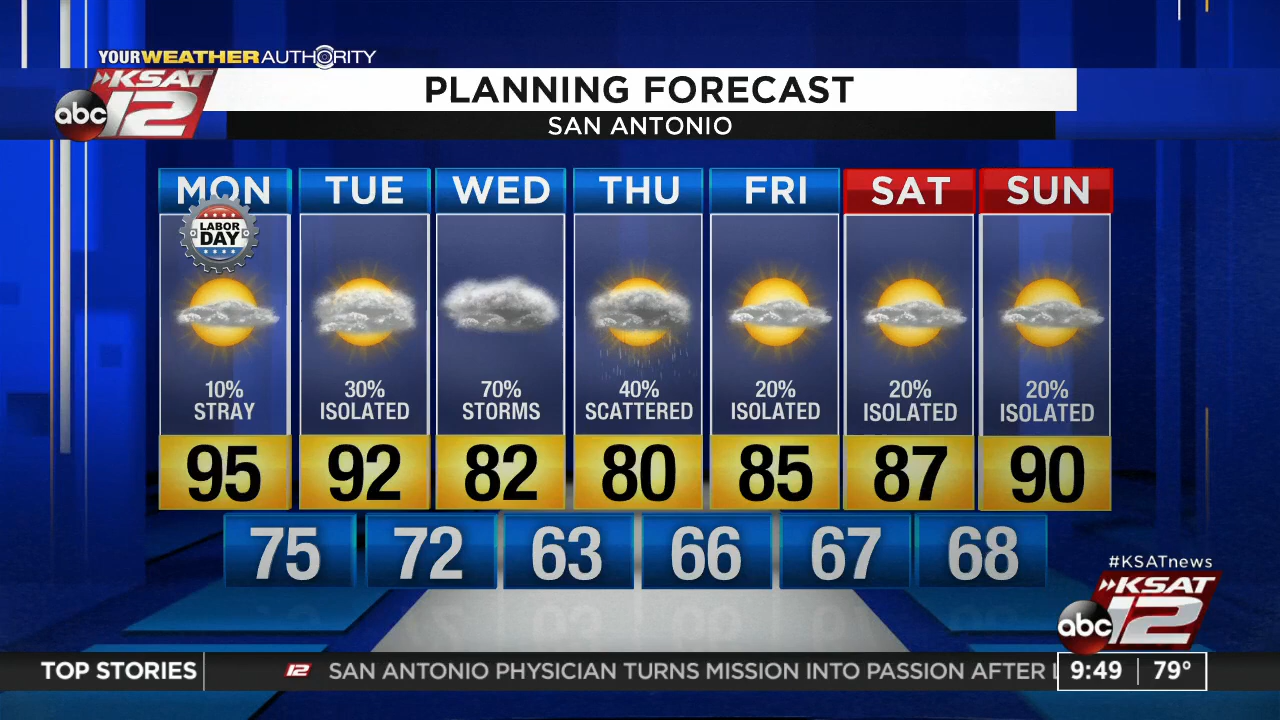 YOURWEATHERAUTHORITY
KSAT
abc 12
PLANNING FORECAST
SAN ANTONIO
MON TUE WED THU FRI SAT SUN
LABOR
DAY
10% 30% 70% 40% 20% 20% 20%
STRAY ISOLATED STORMS SCATTERED ISOLATED ISOLATED ISOLATED
95 92 82 80 85 87 90
75 72 63 66 67 68
#KSATnews
KSAT
abc 12
TOP STORIES 12 SAN ANTONIO PHYSICIAN TURNS MISSION INTO PASSION AFTER 9:49 79°